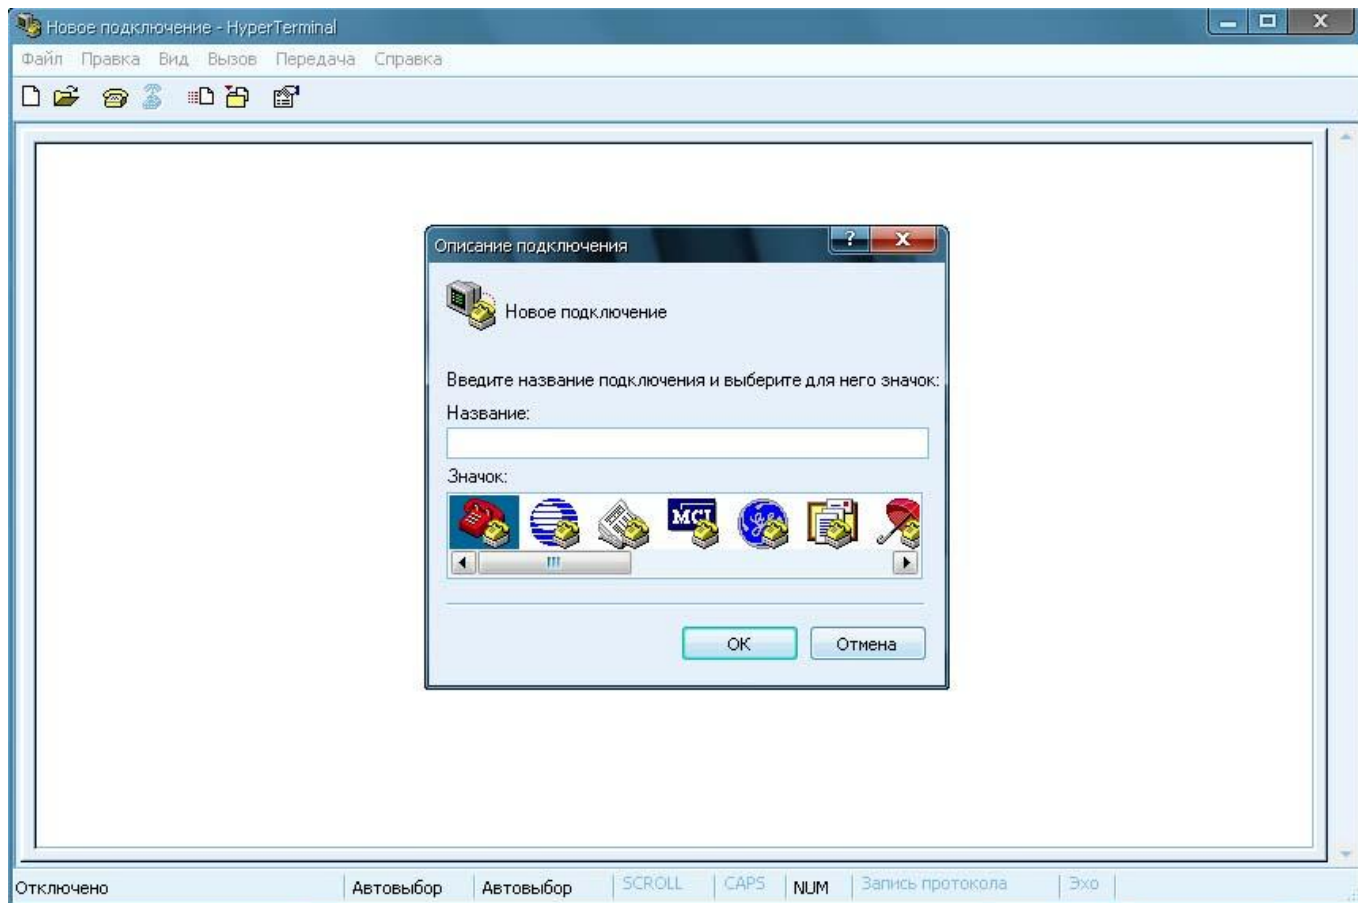 Новое подключение - HyperTerminal
Файл Правка Вид Вызов Передача Справка
Описание подключения
Новое подключение
Введите название подключения и выберите для него значок:
Название:
Значок:
MCI
OK Отмена
Отключено Автовыбор Автовыбор SCROLL CAPS NUM Запись протокола Эхо